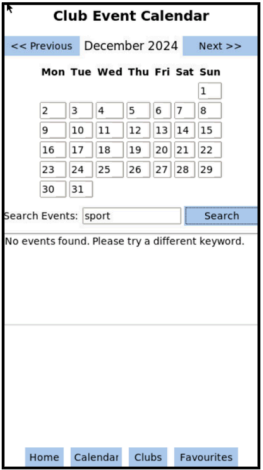 Club Event Calendar
<< Previous December 2024 Next >>
Mon Tue Wed Thu Fri Sat Sun
1
2 3 4 5 6 7 8
9 10 11 12 13 14 15
16 17 18 19 20 21 22
23 24 25 26 27 28 29
30 31
Search Events: sport Search
No events found. Please try a different keyword.
Home Calendar Clubs Favourites